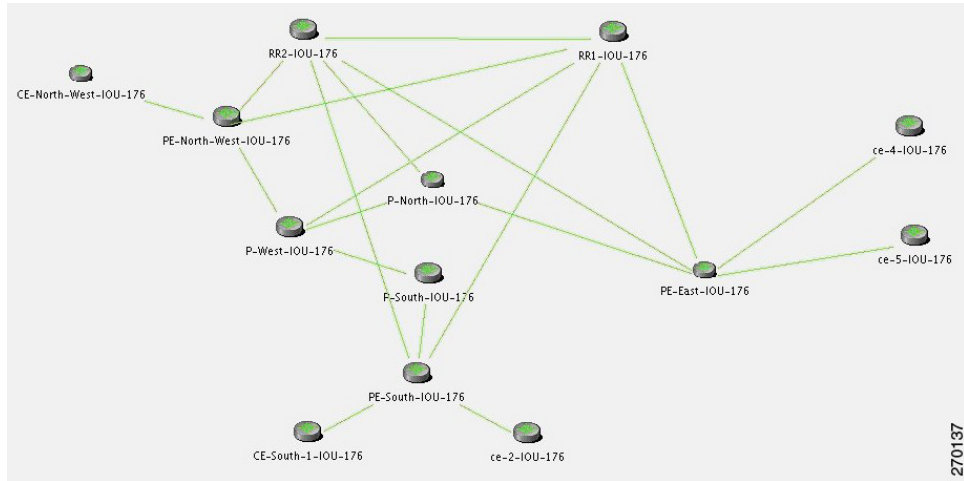 RR2-IOU-176
RR1-IOU-176
CE-North-West-IOU-176
PE-North-West-IOU-176
ce-4-IOU-176
P-North-IOU-176
P-West-IOU-176
ce-5-IOU-176
PE-East-IOU-176
P-South-IOU-176
PE-South-IOU-176
CE-South-1-IOU-176
ce-2-IOU-176
270137